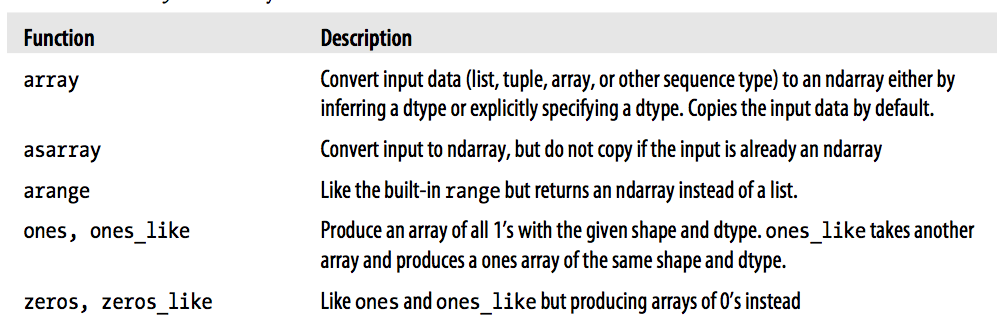 Function Description
array Convert input data (list, tuple, array, or other sequence type) to an ndarray either by
inferring a dtype or explicitly specifying a dtype. Copies the input data by default.
asarray Convert input to ndarray, but do not copy if the input is already an ndarray
arange Like the built-in range but returns an ndarray instead of a list.
ones, ones_like Produce an array of all 1’s with the given shape and dtype. ones_like takes another
array and produces a ones array of the same shape and dtype.
zeros, zeros_like Like ones and ones_like but producing arrays of 0’s instead